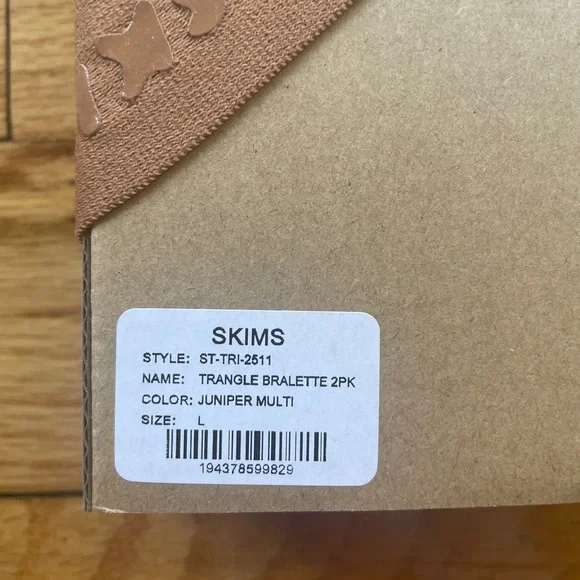 SKIMS
STYLE: ST-TRI-2511
NAME: TRANGLE BRALETTE 2PK
COLOR: JUNIPER MULTI
SIZE: L
194378599829